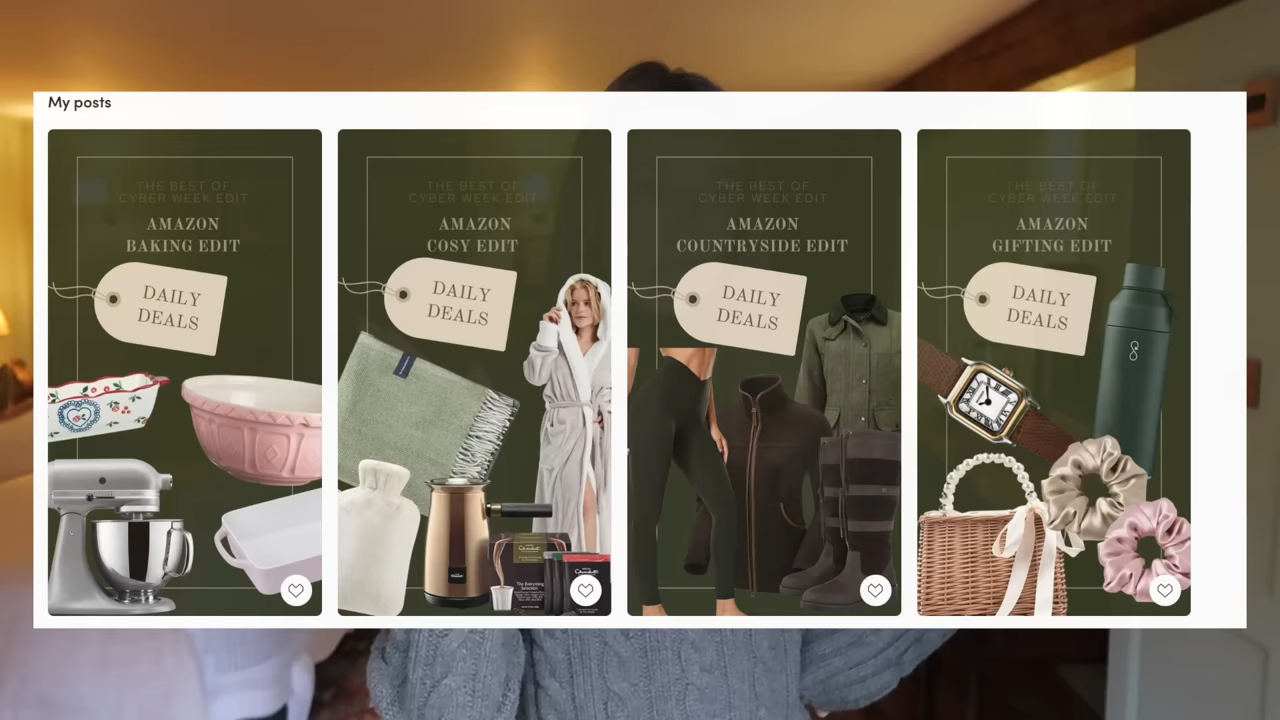 My posts
THE BEST OF
CYBER WEEK EDIT
AMAZON
BAKING EDIT
DAILY
DEALS
THE BEST OF
CYBER WEEK EDIT
AMAZON
COSY EDIT
DAILY
DEALS
THE BEST OF
CYBER WEEK EDIT
AMAZON
COUNTRYSIDE EDIT
DAILY
DEALS
THE BEST OF
CYBER WEEK EDIT
AMAZON
GIFTING EDIT
DAILY
DEALS